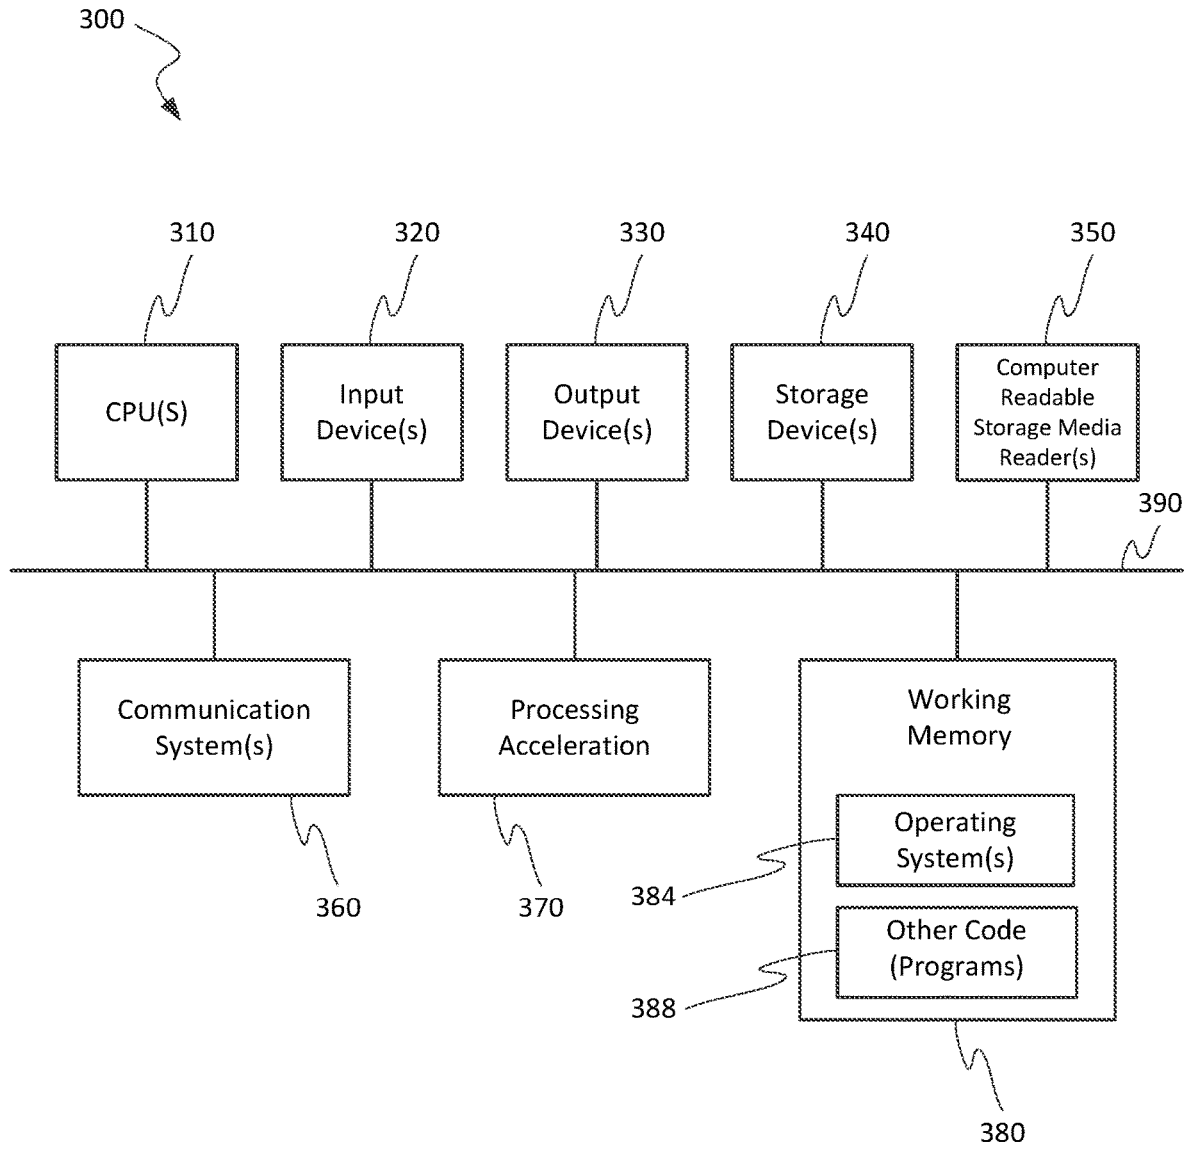 300
310
320
330
340
350
CPU(S)
Input
Device(s)
Output
Device(s)
Storage
Device(s)
Computer
Readable
Storage Media
Reader(s)
390
Communication
System(s)
Processing
Acceleration
Working
Memory
Operating
System(s)
384
Other Code
(Programs)
388
360
370
380